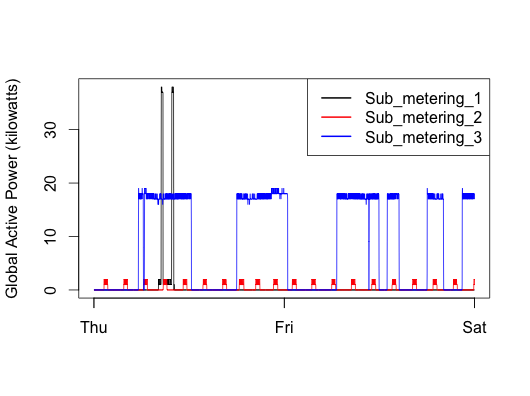 Global Active Power (kilowatts)
30
20
10
0
Sub_metering_1
Sub_metering_2
Sub_metering_3
Thu
Fri
Sat